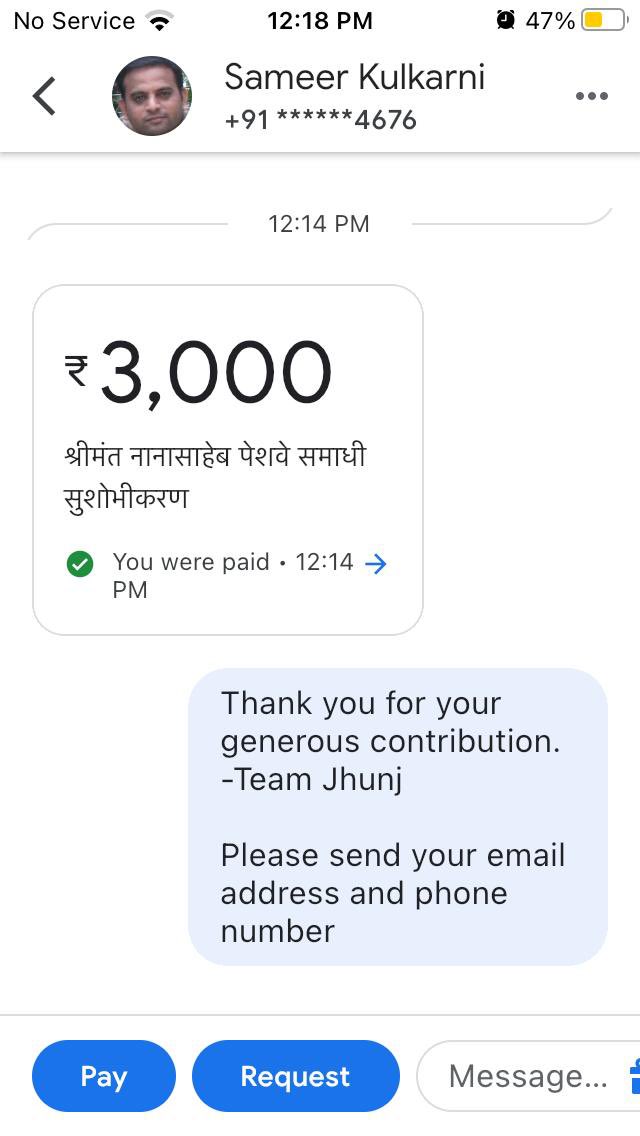 No Service 12:18 PM 47%
Sameer Kulkarni
+91 ******4676
12:14 PM
₹3,000
श्रीमंत नानासाहेब पेशवे समाधी
सुशोभीकरण
You were paid • 12:14
PM
Thank you for your
generous contribution.
-Team Jhunj
Please send your email
address and phone
number
Pay Request Message...